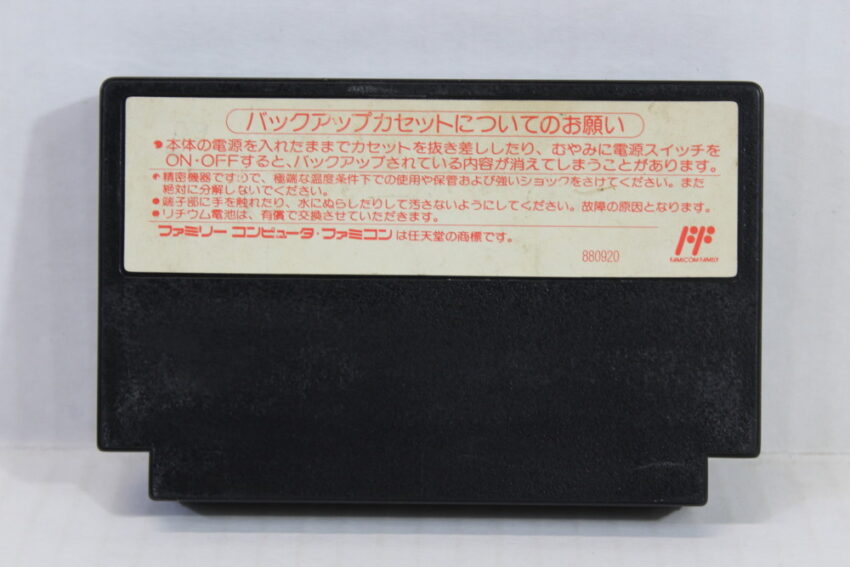 バックアップカセットについてのお願い
●本体の電源を入れたままでカセットを抜き差ししたり、むやみに電源スイッチを
ON・OFFすると、バックアップされている内容が消えてしまうことがあります。
●精密機器ですので、極端な温度条件下での使用や保管および強いショックをさけてください。また
絶対に分解しないでください。
●端子部に手を触れたり、水にぬらしたりして汚さないようにしてください。故障の原因となります。
●リチウム電池は、有償で交換させていただきます。
ファミリー コンピュータ・ファミコンは任天堂の商標です。
880920
FF
FAMICOM FAMILY